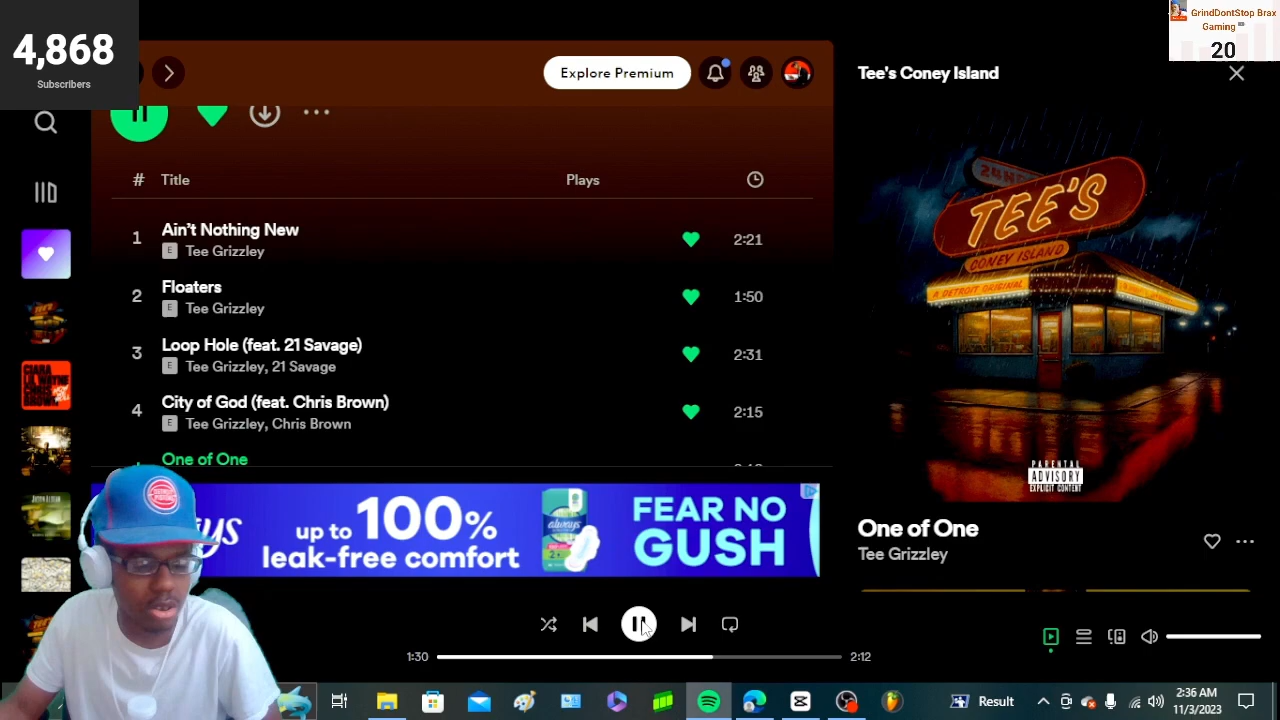 4,868
Subscribers
GrindDontStop Brax
Gaming
20
Explore Premium
Tee's Coney Island
# Title Plays
1 Ain't Nothing New 2:21
E Tee Grizzley
2 Floaters 1:50
E Tee Grizzley
3 Loop Hole (feat. 21 Savage) 2:31
E Tee Grizzley, 21 Savage
4 City of God (feat. Chris Brown) 2:15
E Tee Grizzley, Chris Brown
One of One
TEE'S
CONEY ISLAND
A DETROIT ORIGINAL
PARENTAL
ADVISORY
EXPLICIT CONTENT
up to 100%
leak-free comfort
always
FEAR NO
GUSH
One of One
Tee Grizzley
1:30
2:12
Result
2:36 AM
11/3/2023